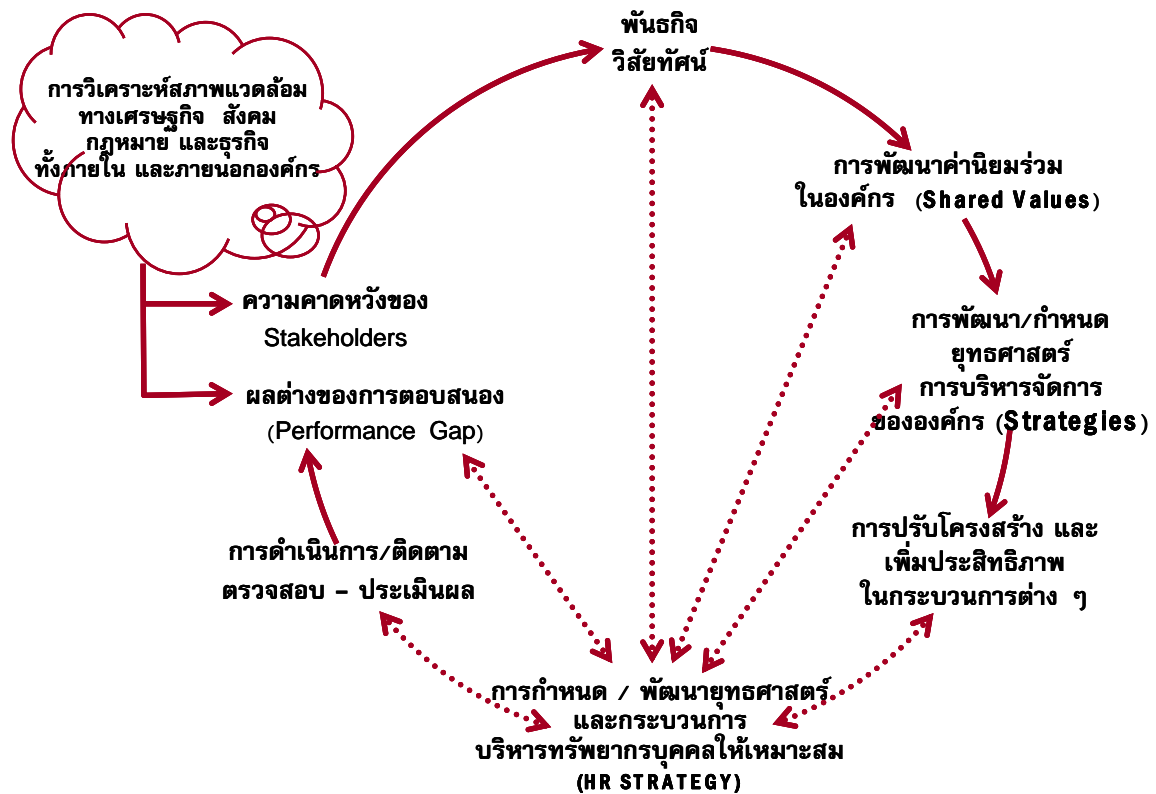 พันธกิจ
วิสัยทัศน์
การวิเคราะห์สภาพแวดล้อม
ทางเศรษฐกิจ สังคม
กฎหมาย และธุรกิจ
ทั้งภายใน และภายนอกองค์กร
การพัฒนาค่านิยมร่วม
ในองค์กร (Shared Values)
ความคาดหวังของ
Stakeholders
การพัฒนา/กำหนด
ยุทธศาสตร์
การบริหารจัดการ
ขององค์กร (Strategies)
ผลต่างของการตอบสนอง
(Performance Gap)
การปรับโครงสร้าง และ
เพิ่มประสิทธิภาพ
ในกระบวนการต่าง ๆ
การดำเนินการ/ติดตาม
ตรวจสอบ – ประเมินผล
การกำหนด / พัฒนายุทธศาสตร์
และกระบวนการ
บริหารทรัพยากรบุคคลให้เหมาะสม
(HR STRATEGY)